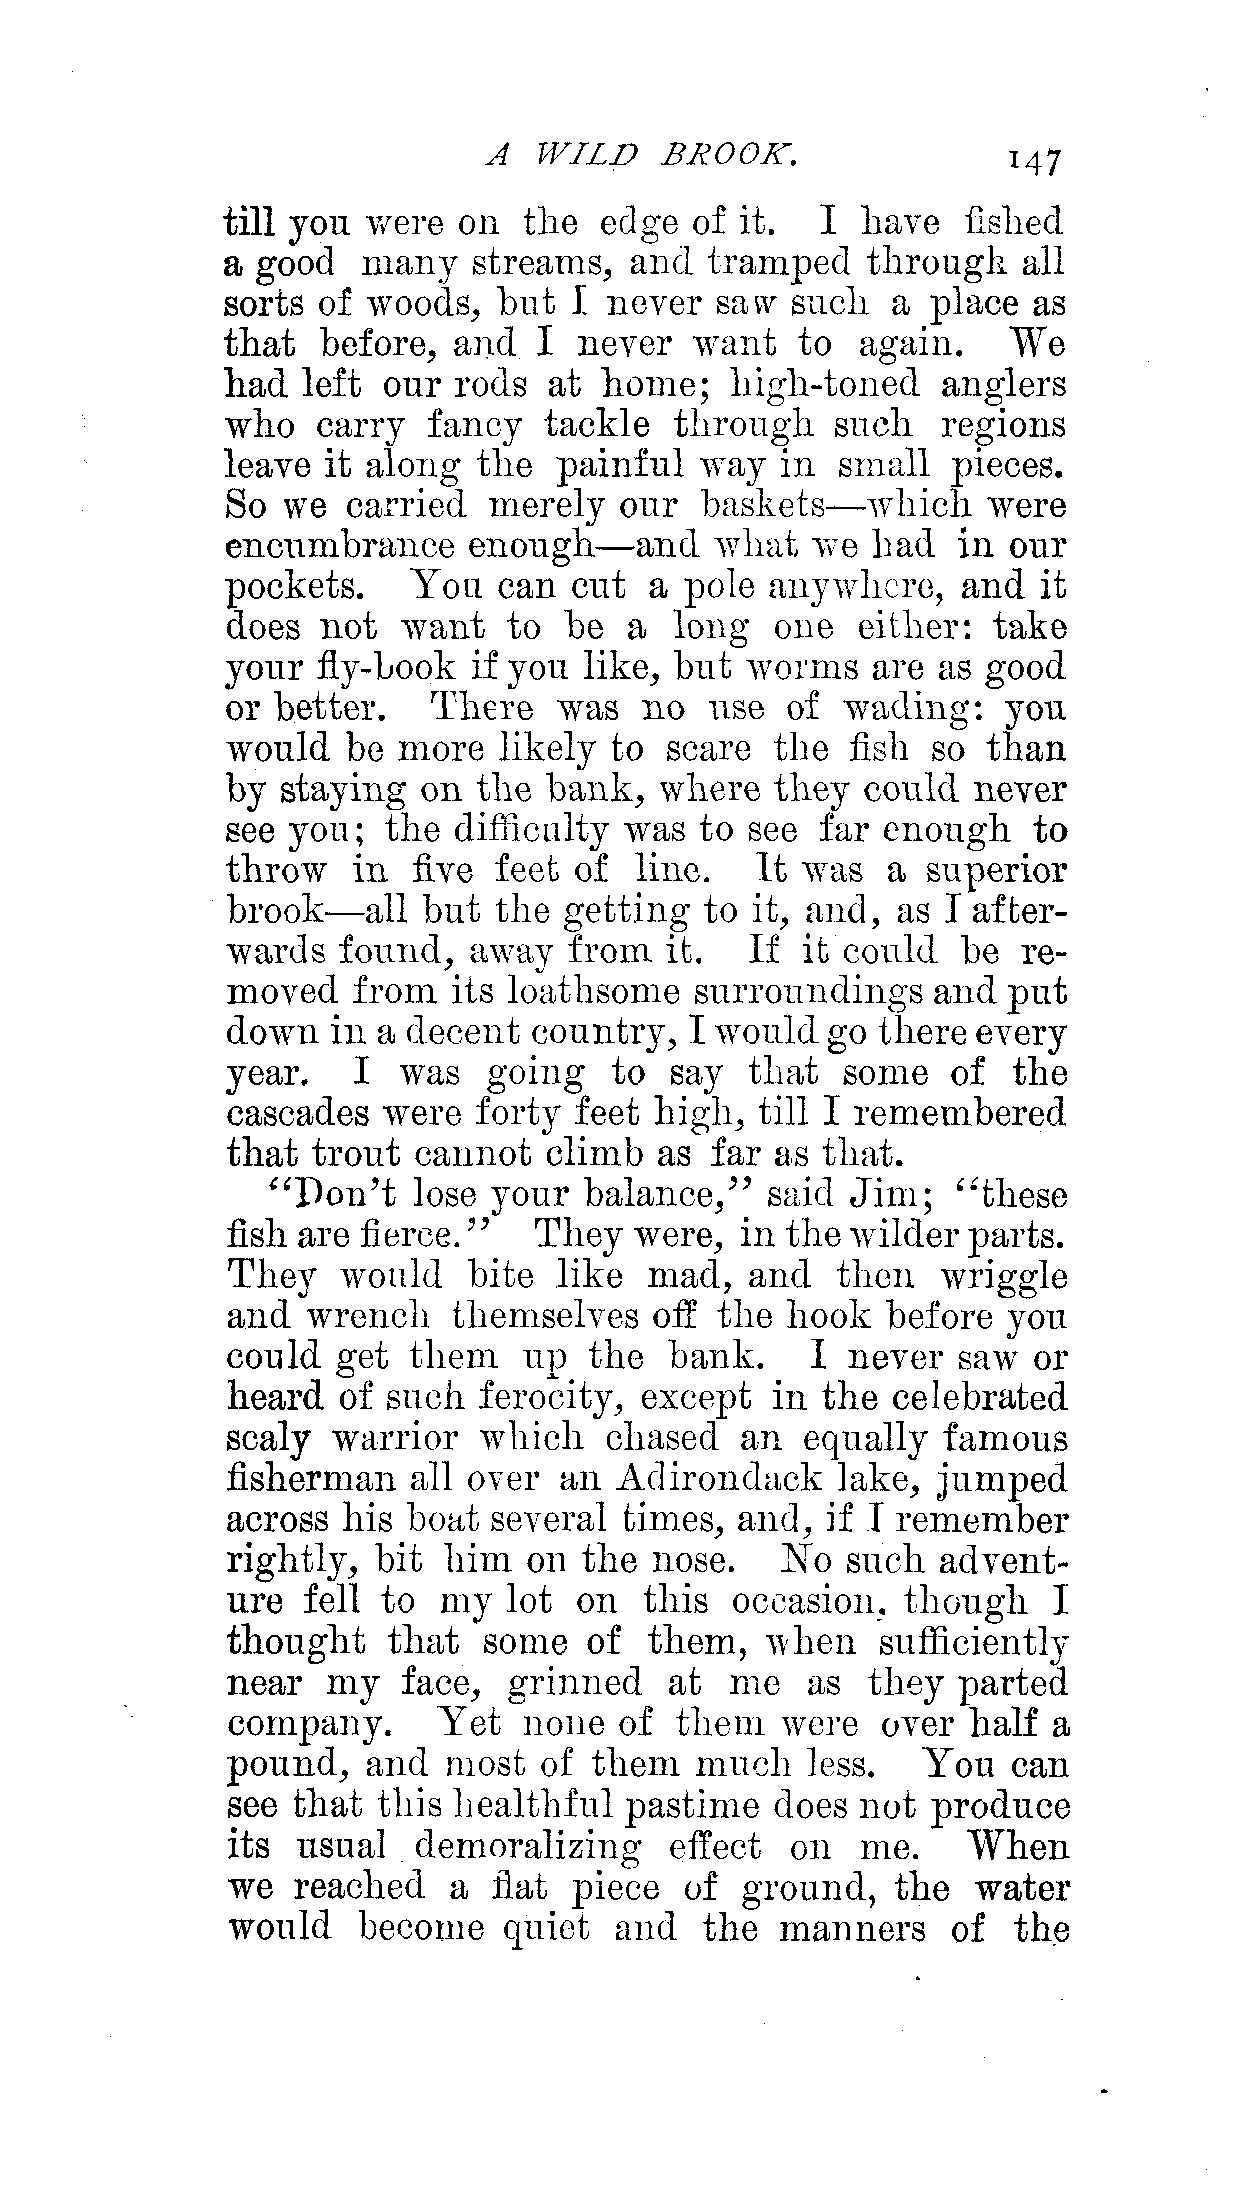 A WILD BROOK. 147
till you were on the edge of it. I have fished
a good many streams, and tramped through all
sorts of woods, but I never saw such a place as
that before, and I never want to again. We
had left our rods at home; high-toned anglers
who carry fancy tackle through such regions
leave it along the painful way in small pieces.
So we carried merely our baskets—which were
encumbrance enough—and what we had in our
pockets. You can cut a pole anywhere, and it
does not want to be a long one either: take
your fly-book if you like, but worms are as good
or better. There was no use of wading: you
would be more likely to scare the fish so than
by staying on the bank, where they could never
see you; the difficulty was to see far enough to
throw in five feet of line. It was a superior
brook—all but the getting to it, and, as I after-
wards found, away from it. If it could be re-
moved from its loathsome surroundings and put
down in a decent country, I would go there every
year. I was going to say that some of the
cascades were forty feet high, till I remembered
that trout cannot climb as far as that.
"Don't lose your balance," said Jim; "these
fish are fierce." They were, in the wilder parts.
They would bite like mad, and then wriggle
and wrench themselves off the hook before you
could get them up the bank. I never saw or
heard of such ferocity, except in the celebrated
scaly warrior which chased an equally famous
fisherman all over an Adirondack lake, jumped
across his boat several times, and, if I remember
rightly, bit him on the nose. No such advent-
ure fell to my lot on this occasion, though I
thought that some of them, when sufficiently
near my face, grinned at me as they parted
company. Yet none of them were over half a
pound, and most of them much less. You can
see that this healthful pastime does not produce
its usual demoralizing effect on me. When
we reached a flat piece of ground, the water
would become quiet and the manners of the